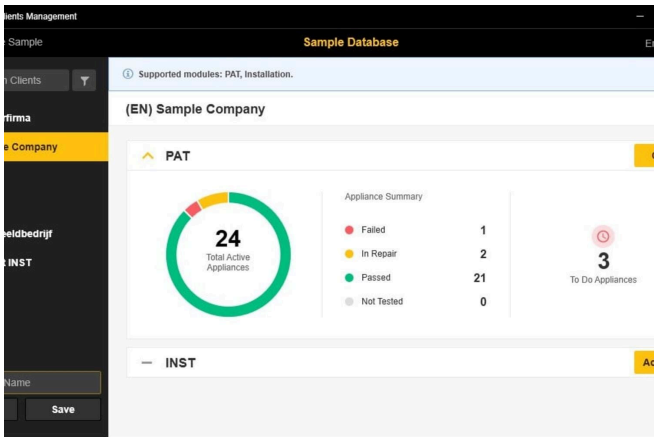 lients Management
Sample
Sample Database
Clients
Supported modules: PAT, Installation.
(EN) Sample Company
rfirma
e Company
PAT
24
Total Active
Appliances
Appliance Summary
Failed 1
In Repair 2
Passed 21
Not Tested 0
3
To Do Appliances
eeldbedrijf
INST
INST
Name
Save